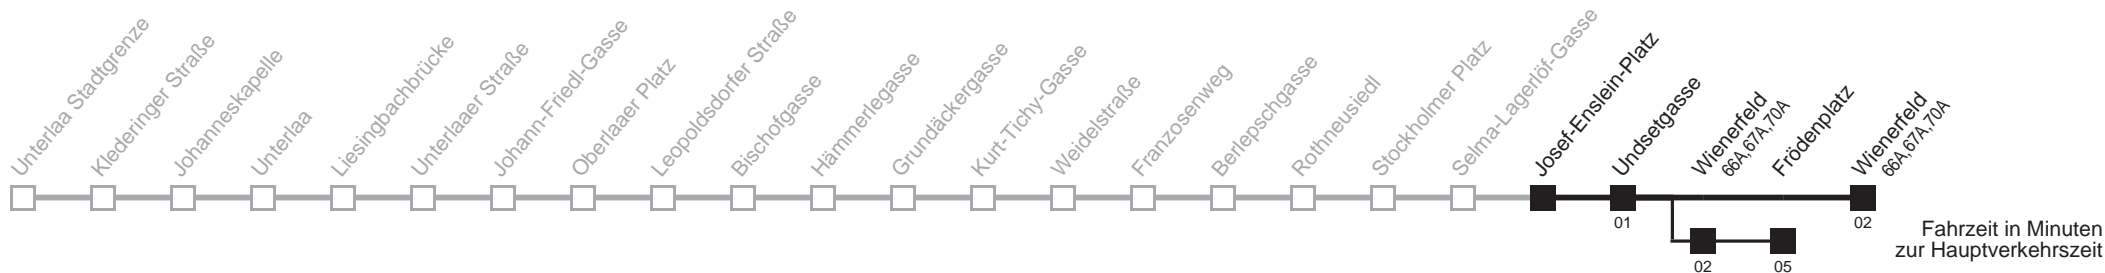 Unterlaa Stadtgrenze
Klederinger Straße
Johanneskapelle
Unterlaa
Liesingbachbrücke
Unterlaaer Straße
Johann-Friedl-Gasse
Oberlaaer Platz
Leopoldsdorfer Straße
Bischofgasse
Hämmerlegasse
Grundäckergasse
Kurt-Tichy-Gasse
Weidelstraße
Franzosenweg
Berlepschgasse
Rothneusiedl
Stockholmer Platz
Selma-Lagerlöf-Gasse
Josef-Enslein-Platz
Undsetgasse
Wienerfeld
66A,67A,70A
Frödenplatz
Wienerfeld
66A,67A,70A
01
02
02
05
Fahrzeit in Minuten
zur Hauptverkehrszeit